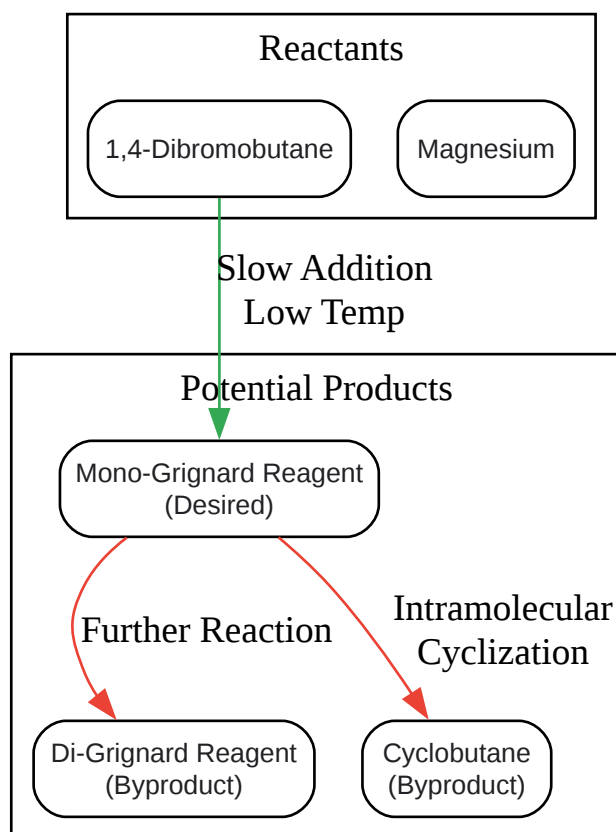 Reactants
1,4-Dibromobutane
Magnesium
Slow Addition
Low Temp
Potential Products
Mono-Grignard Reagent
(Desired)
Further Reaction
Intramolecular
Cyclization
Di-Grignard Reagent
(Byproduct)
Cyclobutane
(Byproduct)